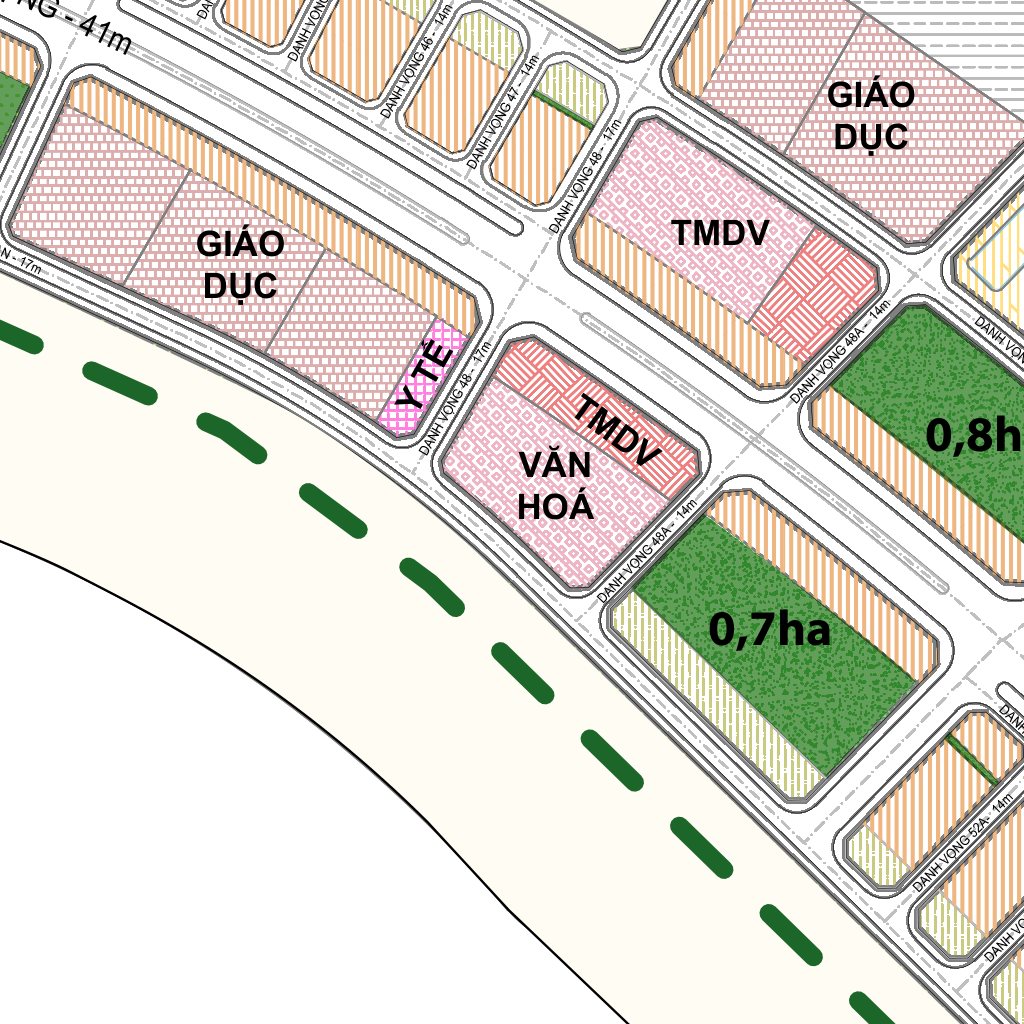 NG - 41m
DANH VỌNG 46 - 14m
DANH VỌNG 47 - 14m
DANH VỌNG 48 - 17m
GIÁO
DỤC
TMDV
GIÁO
DỤC
N - 17m
Y TẾ
DANH VỌNG 48 - 17m
DANH VỌNG 48A - 14m
TMDV
VĂN
HOÁ
0,8h
DANH VỌNG 48A - 14m
0,7ha
DANH VỌNG 52A - 14m
DANH VỌNG